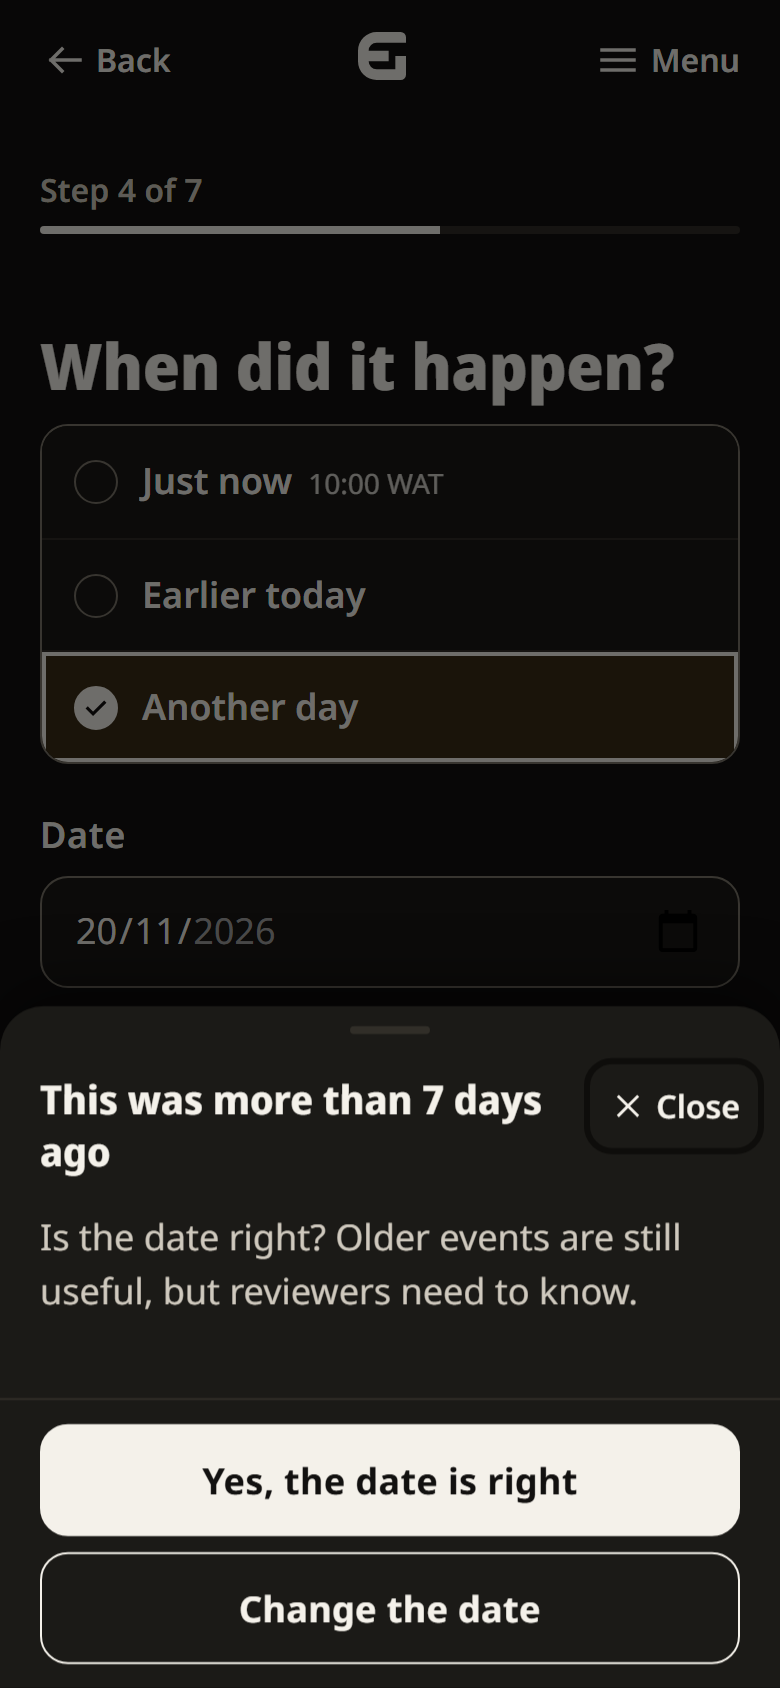 Back
Menu
Step 4 of 7
When did it happen?
Just now 10:00 WAT
Earlier today
Another day
Date
20/11/2026
This was more than 7 days
ago
Close
Is the date right? Older events are still
useful, but reviewers need to know.
Yes, the date is right
Change the date